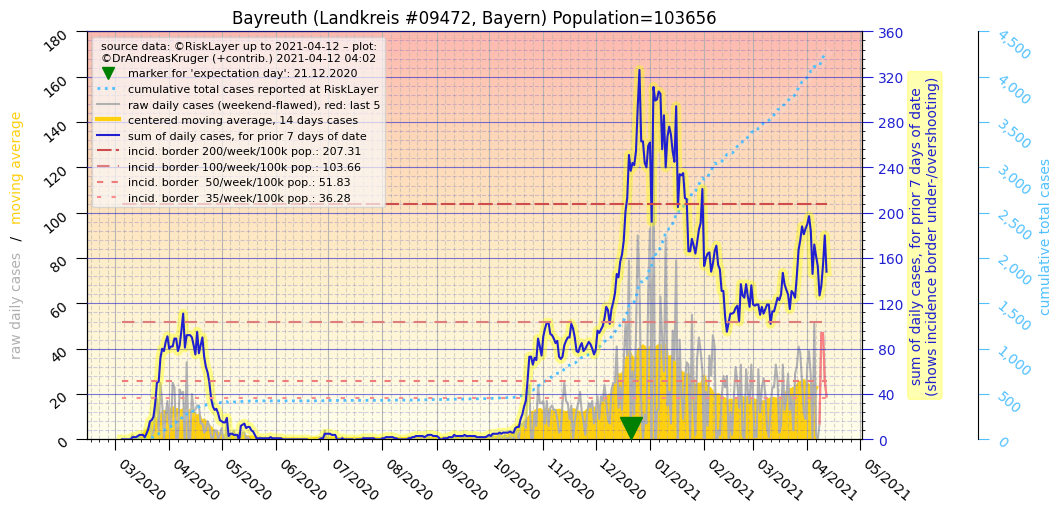 Bayreuth (Landkreis #09472, Bayern) Population=103656
source data: ©RiskLayer up to 2021-04-12 – plot:
©DrAndreasKruger (+contrib.) 2021-04-12 04:02
marker for 'expectation day': 21.12.2020
cumulative total cases reported at RiskLayer
raw daily cases (weekend-flawed), red: last 5
centered moving average, 14 days cases
sum of daily cases, for prior 7 days of date
incid. border 200/week/100k pop.: 207.31
incid. border 100/week/100k pop.: 103.66
incid. border  50/week/100k pop.: 51.83
incid. border  35/week/100k pop.: 36.28
raw daily cases / moving average
180
160
140
120
100
80
60
40
20
0
360
320
280
240
200
160
120
80
40
0
sum of daily cases, for prior 7 days of date
(shows incidence border under-/overshooting)
4,500
4,000
3,500
3,000
2,500
2,000
1,500
1,000
500
0
cumulative total cases
03/2020
04/2020
05/2020
06/2020
07/2020
08/2020
09/2020
10/2020
11/2020
12/2020
01/2021
02/2021
03/2021
04/2021
05/2021